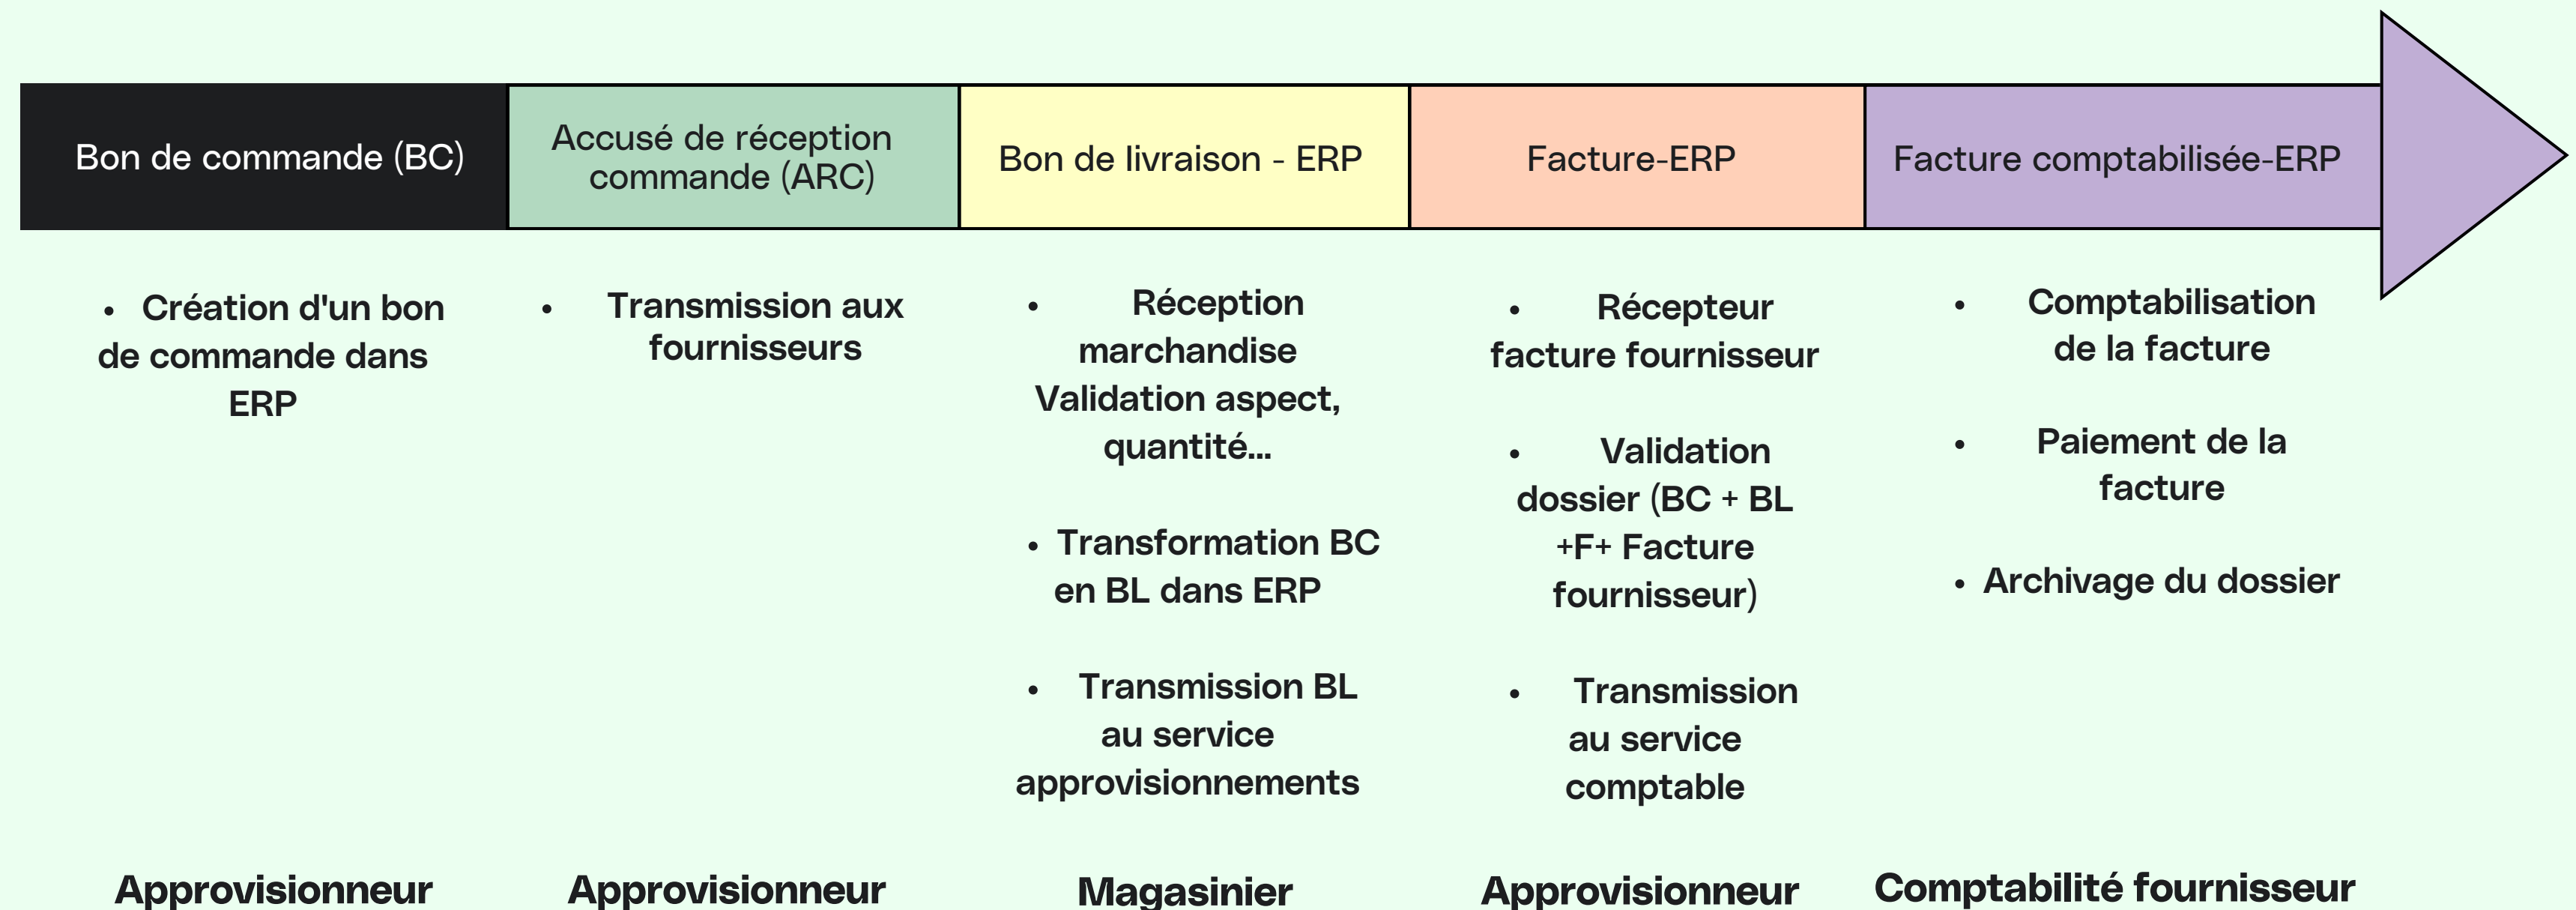 Bon de commande (BC)
Accusé de réception
commande (ARC)
Bon de livraison - ERP
Facture-ERP
Facture comptabilisée-ERP
• Création d'un bon
de commande dans
ERP
• Transmission aux
fournisseurs
• Réception
marchandise
Validation aspect,
quantité...
• Transformation BC
en BL dans ERP
• Transmission BL
au service
approvisionnements
• Récepteur
facture fournisseur
• Validation
dossier (BC + BL
+F+ Facture
fournisseur)
• Transmission
au service
comptable
• Comptabilisation
de la facture
• Paiement de la
facture
• Archivage du dossier
Approvisionneur
Approvisionneur
Magasinier
Approvisionneur
Comptabilité fournisseur